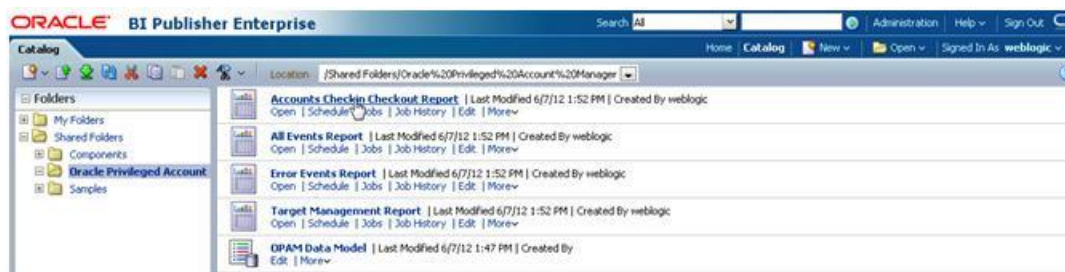 ORACLE BI Publisher Enterprise Search All Administration Help Sign Out
Catalog Home Catalog New Open Signed In As weblogic
Location /Shared Folders/Oracle%20Privileged%20Account%20Manager
Folders
My Folders
Shared Folders
Components
Oracle Privileged Account
Samples
Accounts Checkin Checkout Report | Last Modified 6/7/12 1:52 PM | Created By weblogic
Open | Schedule | Jobs | Job History | Edit | More
All Events Report | Last Modified 6/7/12 1:52 PM | Created By weblogic
Open | Schedule | Jobs | Job History | Edit | More
Error Events Report | Last Modified 6/7/12 1:52 PM | Created By weblogic
Open | Schedule | Jobs | Job History | Edit | More
Target Management Report | Last Modified 6/7/12 1:52 PM | Created By weblogic
Open | Schedule | Jobs | Job History | Edit | More
OPAM Data Model | Last Modified 6/7/12 1:47 PM | Created By
Edit | More